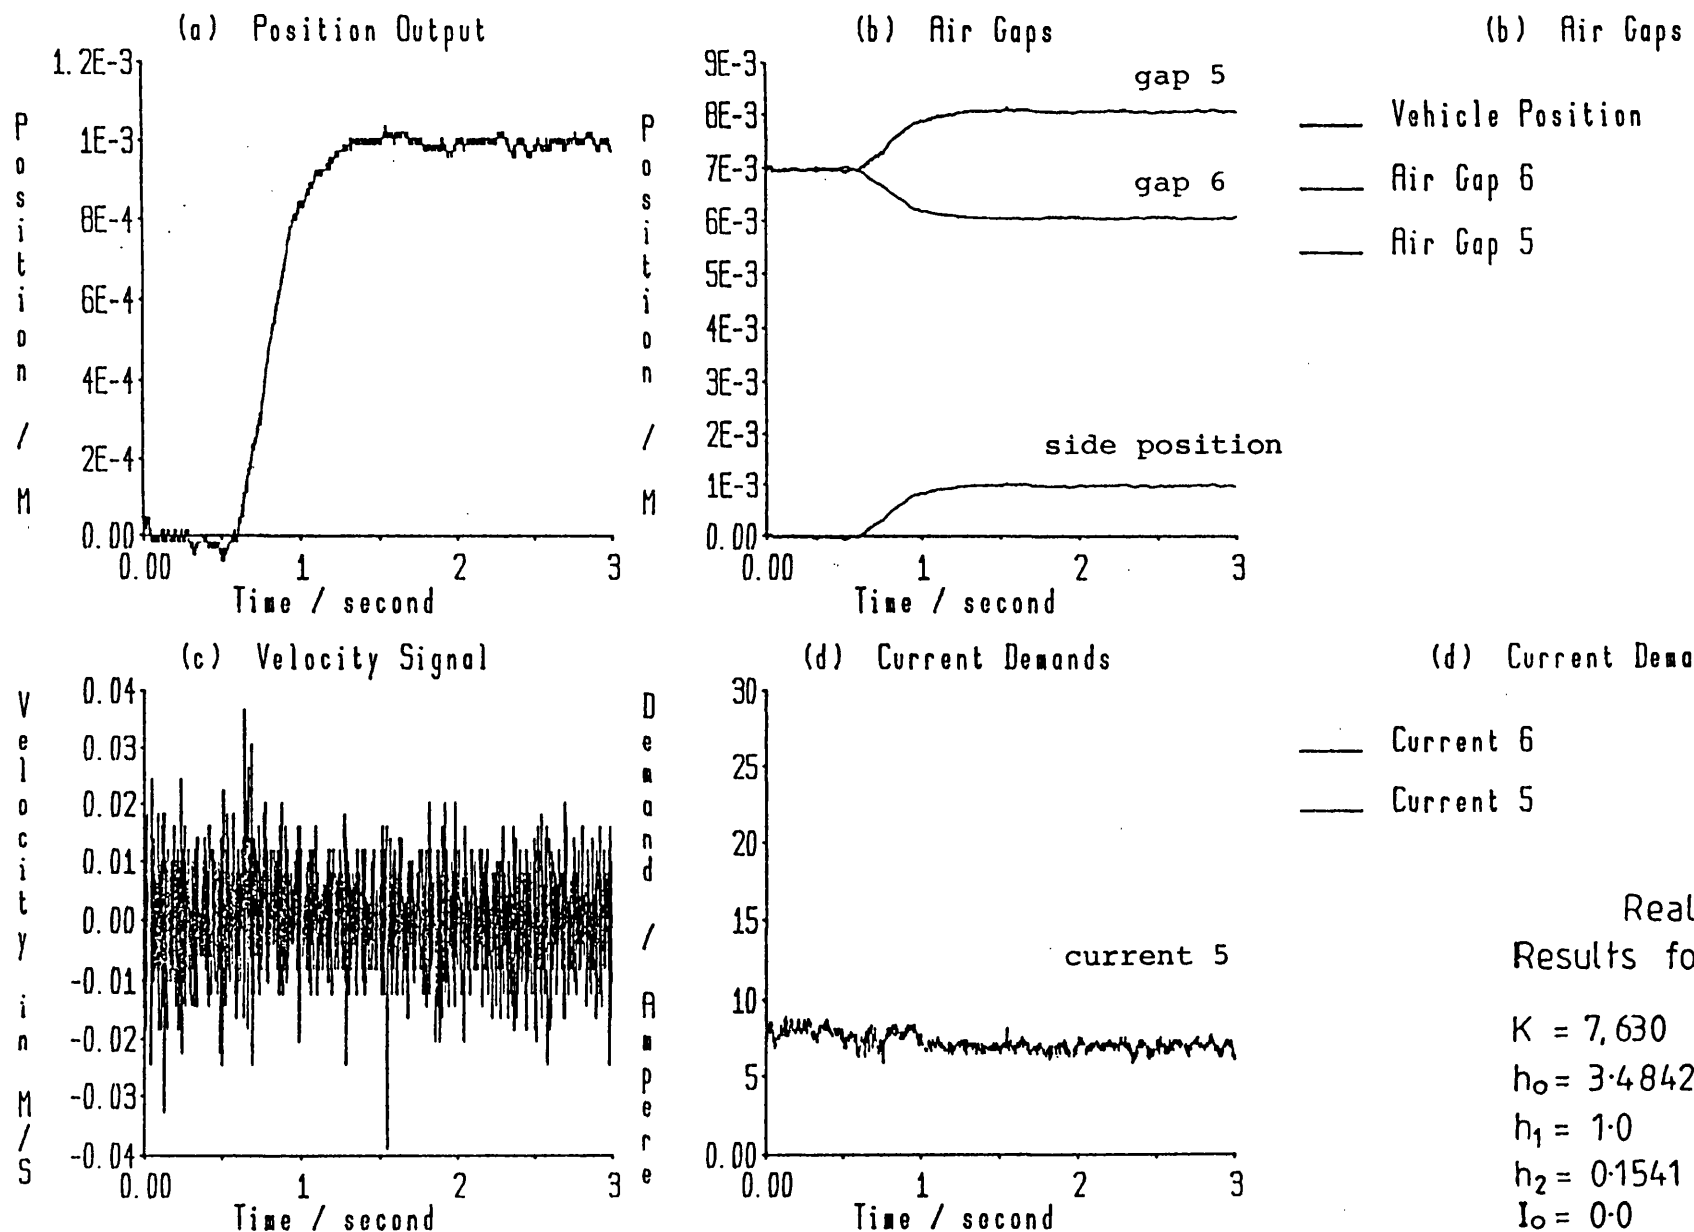 (a) Position Output
1.2E-3
1E-3
8E-4
6E-4
4E-4
2E-4
0.00
Position / M
0.00 1 2 3
Time / second
(b) Air Gaps
9E-3
8E-3
7E-3
6E-3
5E-3
4E-3
3E-3
2E-3
1E-3
0.00
Position / M
gap 5
gap 6
side position
0.00 1 2 3
Time / second
(b) Air Gaps
Vehicle Position
Air Gap 6
Air Gap 5
(c) Velocity Signal
0.04
0.03
0.02
0.01
0.00
-0.01
-0.02
-0.03
-0.04
Velocity in M/S
0.00 1 2 3
Time / second
(d) Current Demands
30
25
20
15
10
5
0.00
Demand / Ampere
current 5
0.00 1 2 3
Time / second
(d) Current Dema
Current 6
Current 5
Real
Results fo
K = 7,630
h₀ = 3·4842
h₁ = 1·0
h₂ = 0·1541
I₀ = 0·0